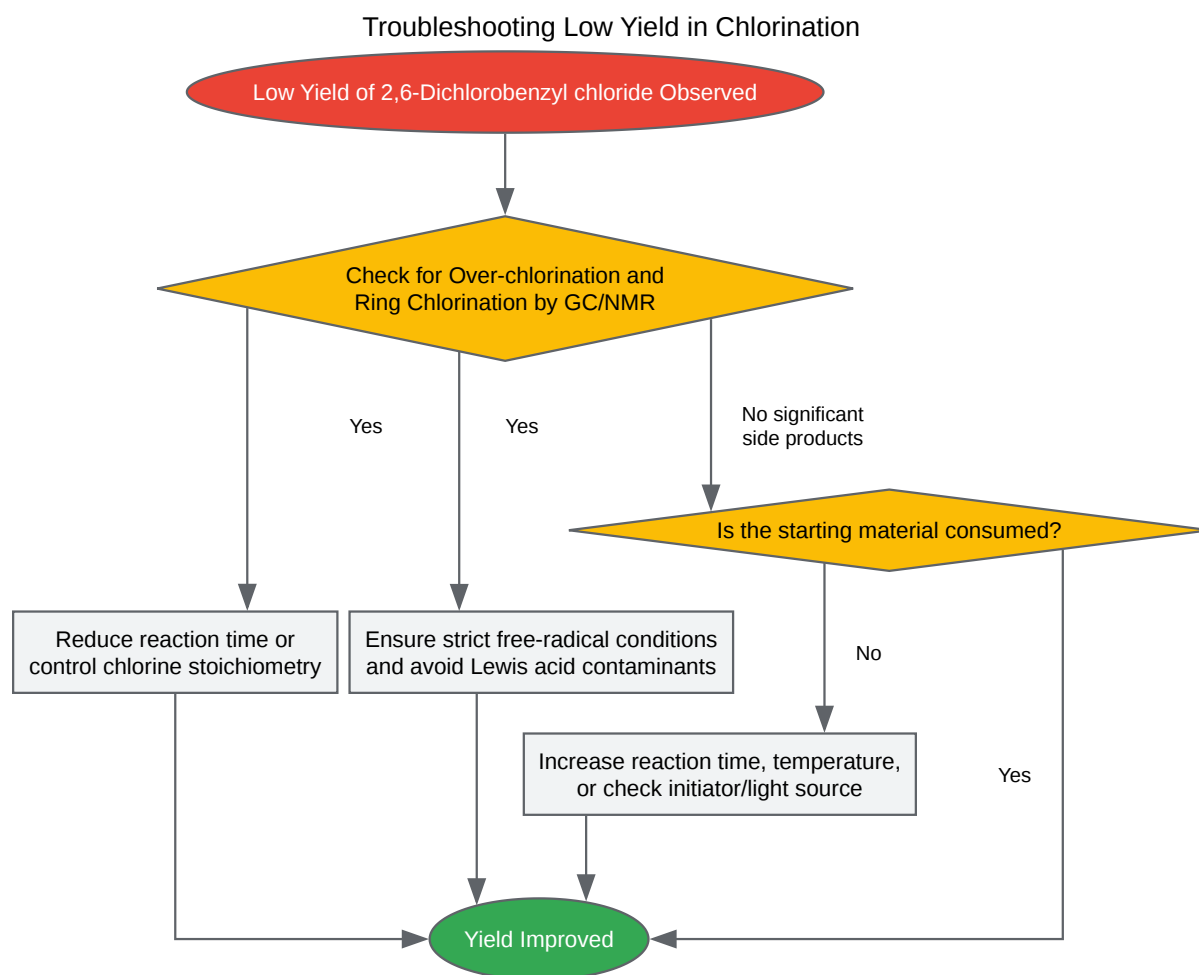 Troubleshooting Low Yield in Chlorination
Low Yield of 2,6-Dichlorobenzyl chloride Observed
Check for Over-chlorination and
Ring Chlorination by GC/NMR
Yes
Yes
No significant
side products
Is the starting material consumed?
Reduce reaction time or
control chlorine stoichiometry
Ensure strict free-radical conditions
and avoid Lewis acid contaminants
No
Increase reaction time, temperature,
or check initiator/light source
Yes
Yield Improved